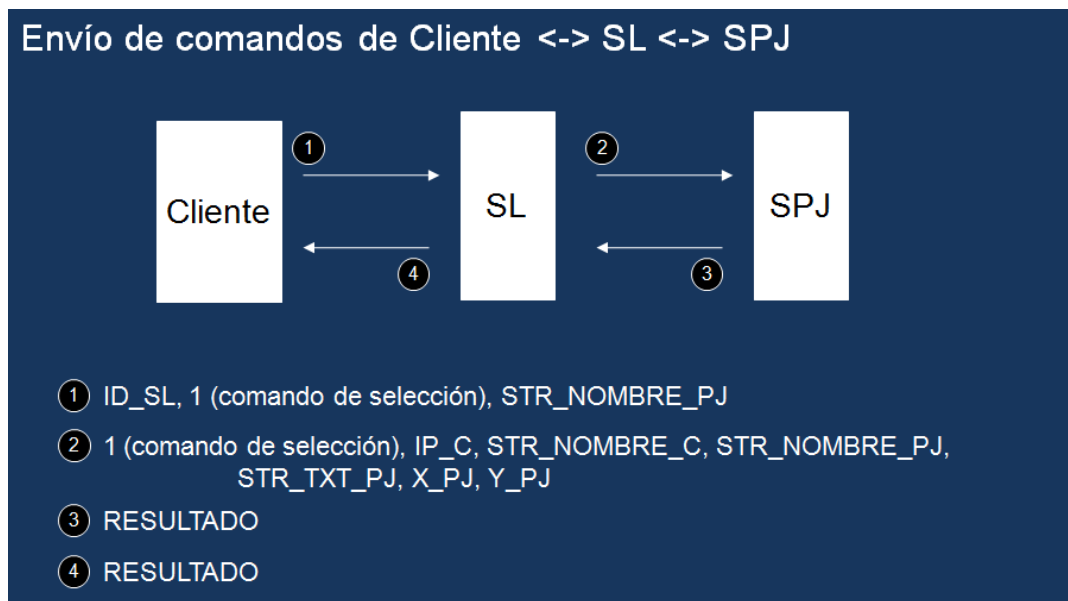 Envío de comandos de Cliente <-> SL <-> SPJ
1
2
Cliente
SL
SPJ
4
3
1 ID_SL, 1 (comando de selección), STR_NOMBRE_PJ
2 1 (comando de selección), IP_C, STR_NOMBRE_C, STR_NOMBRE_PJ,
STR_TXT_PJ, X_PJ, Y_PJ
3 RESULTADO
4 RESULTADO